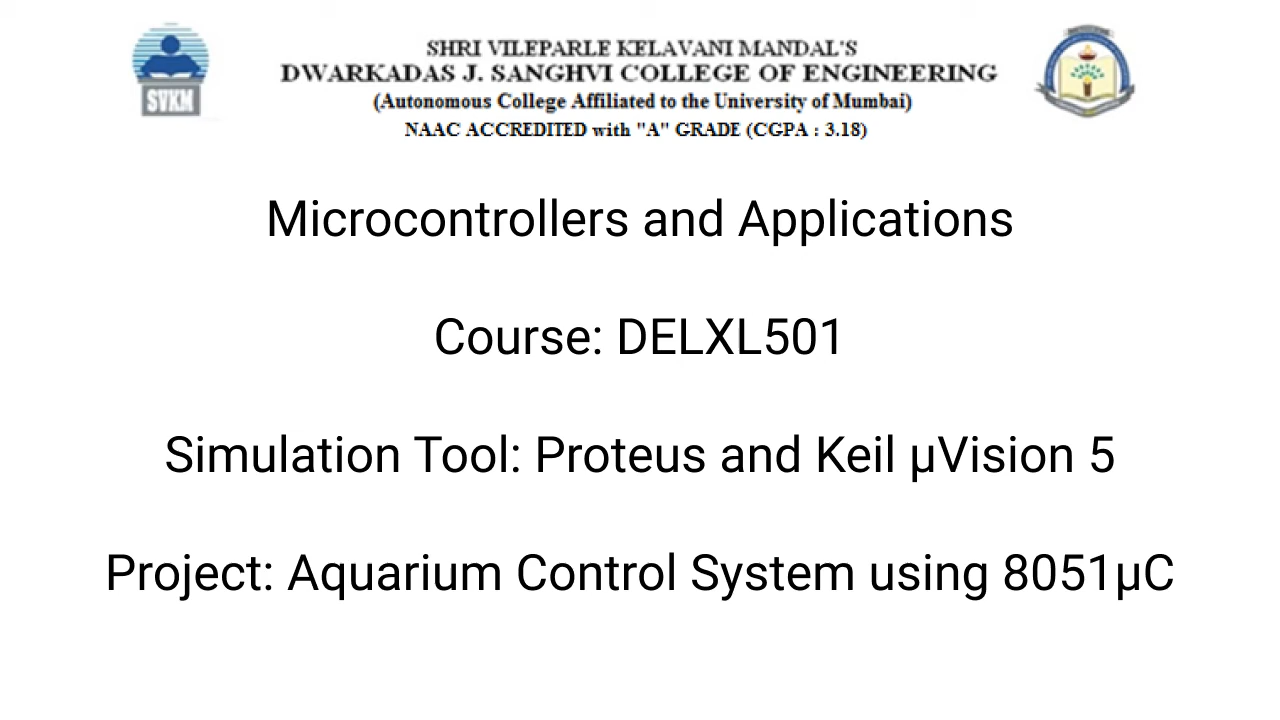 SHRI VILEPARLE KELAVANI MANDAL'S
DWARKADAS J. SANGHVI COLLEGE OF ENGINEERING
(Autonomous College Affiliated to the University of Mumbai)
NAAC ACCREDITED with "A" GRADE (CGPA : 3.18)
SVKM
Microcontrollers and Applications
Course: DELXL501
Simulation Tool: Proteus and Keil µVision 5
Project: Aquarium Control System using 8051µC